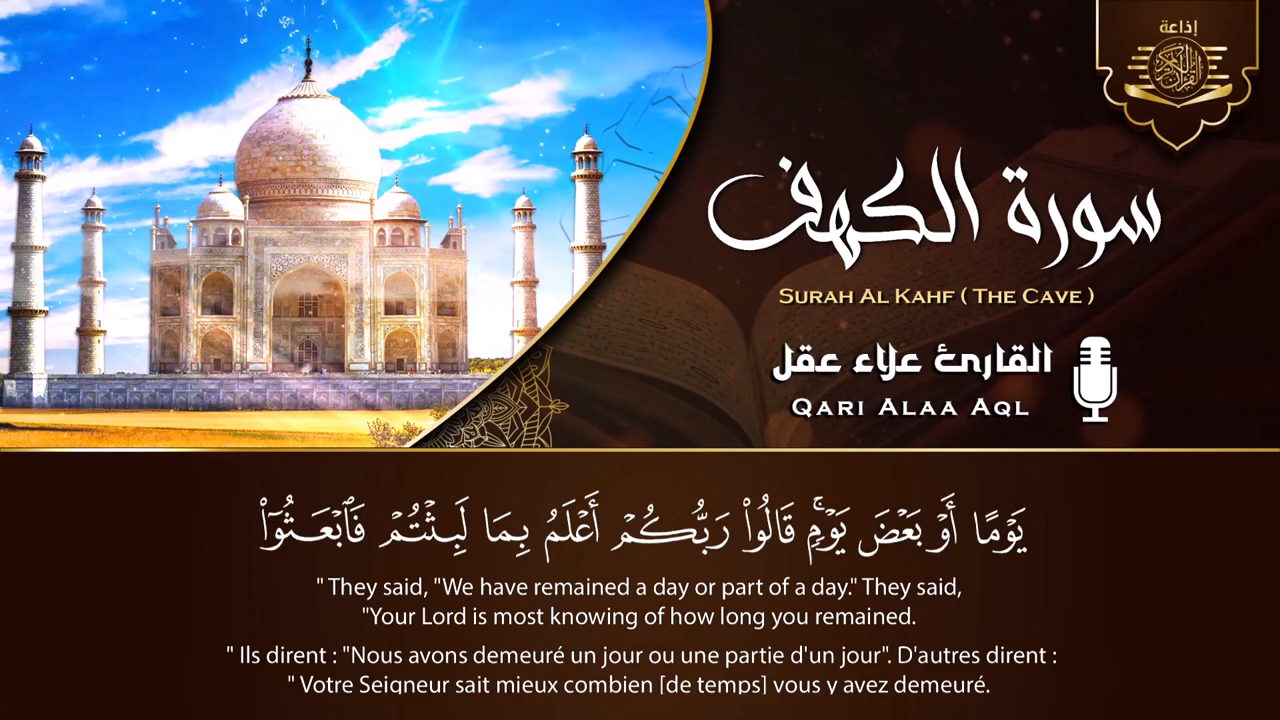 إذاعة
القرآن الكريم
سورة الكهف
SURAH AL KAHF ( THE CAVE )
القارئ علاء عقل
QARI ALAA AQL
يَوْمًا أَوْ بَعْضَ يَوْمٍۚ قَالُوا۟ رَبُّكُمْ أَعْلَمُ بِمَا لَبِثْتُمْ فَٱبْعَثُوٓا۟
" They said, "We have remained a day or part of a day." They said,
"Your Lord is most knowing of how long you remained.
" Ils dirent : "Nous avons demeuré un jour ou une partie d'un jour". D'autres dirent :
" Votre Seigneur sait mieux combien [de temps] vous y avez demeuré.